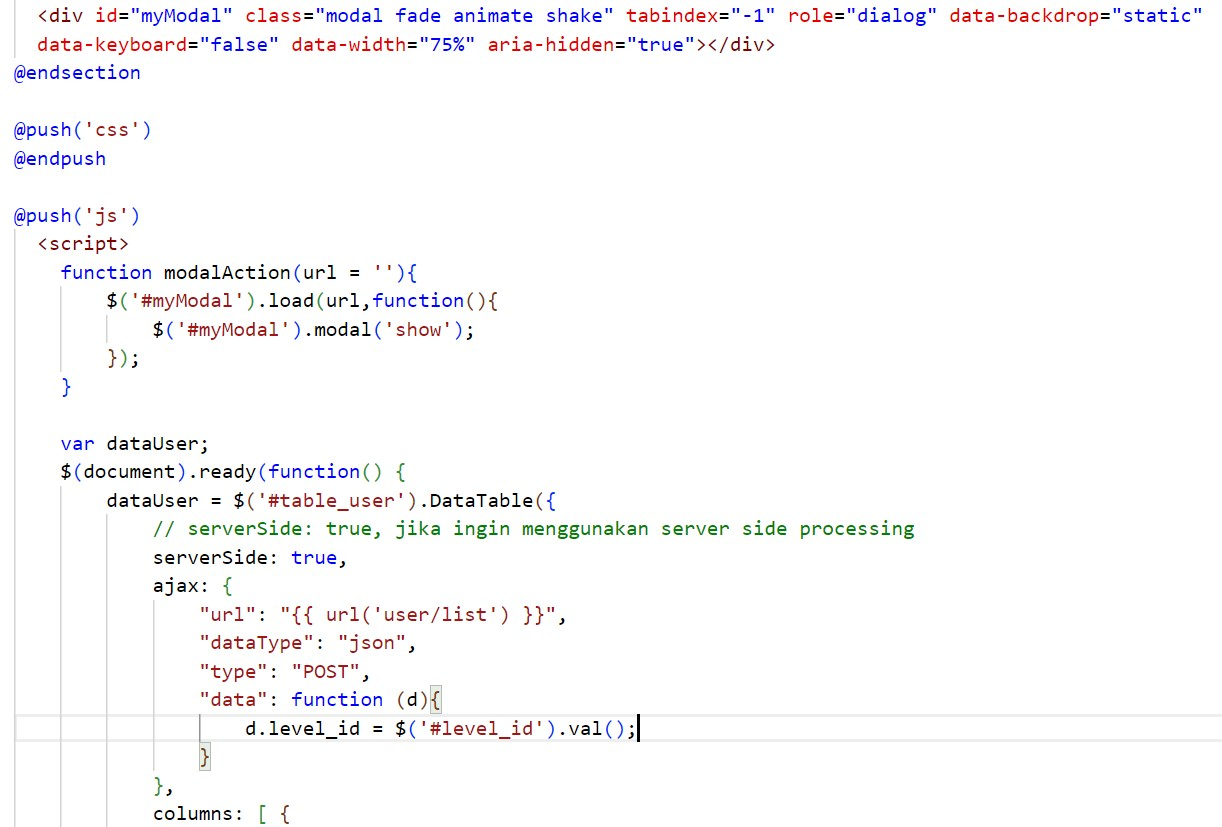 <div id="myModal" class="modal fade animate shake" tabindex="-1" role="dialog" data-backdrop="static"
data-keyboard="false" data-width="75%" aria-hidden="true"></div>
@endsection
@push('css')
@endpush
@push('js')
<script>
function modalAction(url = ''){
$('#myModal').load(url,function(){
$('#myModal').modal('show');
});
}
var dataUser;
$(document).ready(function() {
dataUser = $('#table_user').DataTable({
// serverSide: true, jika ingin menggunakan server side processing
serverSide: true,
ajax: {
"url": "{{ url('user/list') }}",
"dataType": "json",
"type": "POST",
"data": function (d){
d.level_id = $('#level_id').val();
}
},
columns: [ {